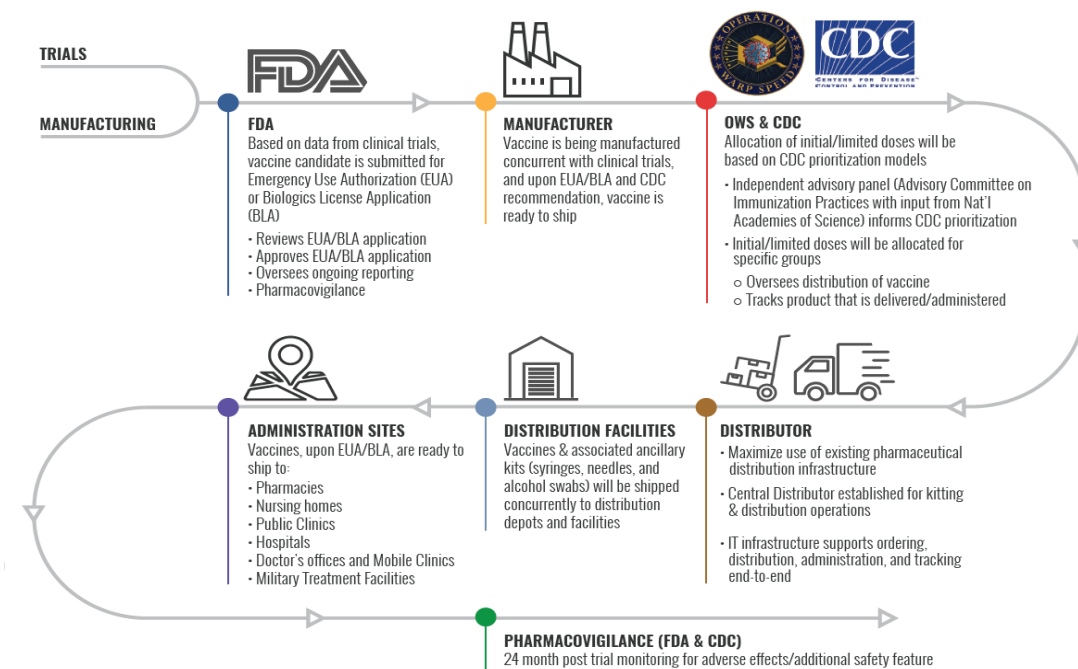 TRIALS
MANUFACTURING
FDA
FDA
Based on data from clinical trials,
vaccine candidate is submitted for
Emergency Use Authorization (EUA)
or Biologics License Application
(BLA)
• Reviews EUA/BLA application
• Approves EUA/BLA application
• Oversees ongoing reporting
• Pharmacovigilance
MANUFACTURER
Vaccine is being manufactured
concurrent with clinical trials,
and upon EUA/BLA and CDC
recommendation, vaccine is
ready to ship
OPERATION
WARP SPEED
CDC
CENTERS FOR DISEASE™
CONTROL AND PREVENTION
OWS & CDC
Allocation of initial/limited doses will be
based on CDC prioritization models
• Independent advisory panel (Advisory Committee on
Immunization Practices with input from Nat'l
Academies of Science) informs CDC prioritization
• Initial/limited doses will be allocated for
specific groups
o Oversees distribution of vaccine
o Tracks product that is delivered/administered
ADMINISTRATION SITES
Vaccines, upon EUA/BLA, are ready to
ship to:
• Pharmacies
• Nursing homes
• Public Clinics
• Hospitals
• Doctor's offices and Mobile Clinics
• Military Treatment Facilities
DISTRIBUTION FACILITIES
Vaccines & associated ancillary
kits (syringes, needles, and
alcohol swabs) will be shipped
concurrently to distribution
depots and facilities
DISTRIBUTOR
• Maximize use of existing pharmaceutical
distribution infrastructure
• Central Distributor established for kitting
& distribution operations
• IT infrastructure supports ordering,
distribution, administration, and tracking
end-to-end
PHARMACOVIGILANCE (FDA & CDC)
24 month post trial monitoring for adverse effects/additional safety feature